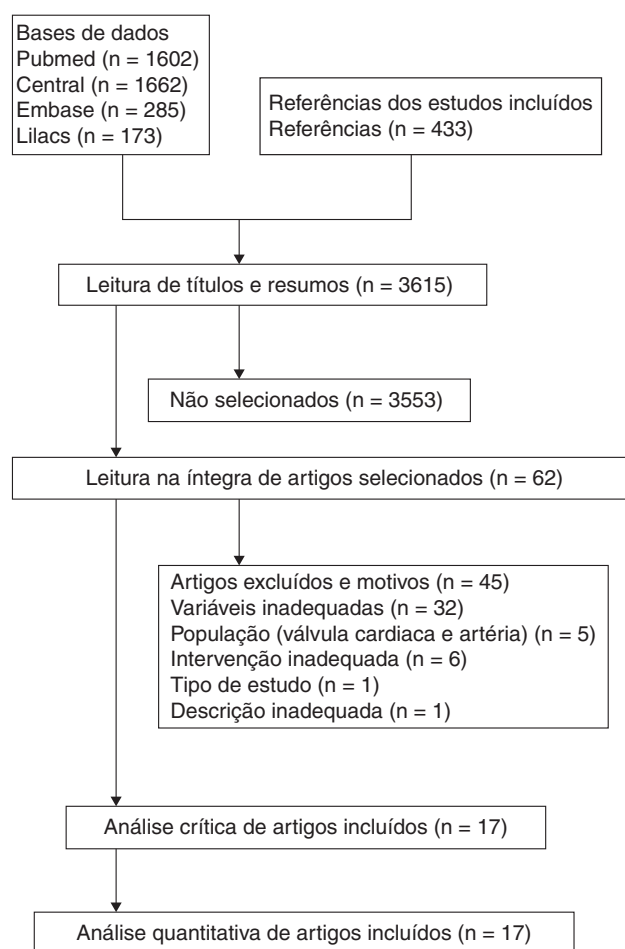 Bases de dados
Pubmed (n = 1602)
Central (n = 1662)
Embase (n = 285)
Lilacs (n = 173)
Referências dos estudos incluídos
Referências (n = 433)
Leitura de títulos e resumos (n = 3615)
Não selecionados (n = 3553)
Leitura na íntegra de artigos selecionados (n = 62)
Artigos excluídos e motivos (n = 45)
Variáveis inadequadas (n = 32)
População (válvula cardiaca e artéria) (n = 5)
Intervenção inadequada (n = 6)
Tipo de estudo (n = 1)
Descrição inadequada (n = 1)
Análise crítica de artigos incluídos (n = 17)
Análise quantitativa de artigos incluídos (n = 17)